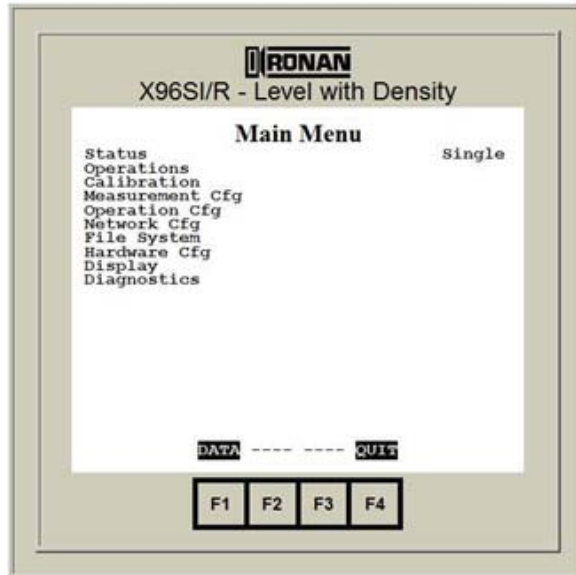 RONAN
X96SI/R - Level with Density
Main Menu
Status Single
Operations
Calibration
Measurement Cfg
Operation Cfg
Network Cfg
File System
Hardware Cfg
Display
Diagnostics
DATA ---- ---- QUIT
F1 F2 F3 F4